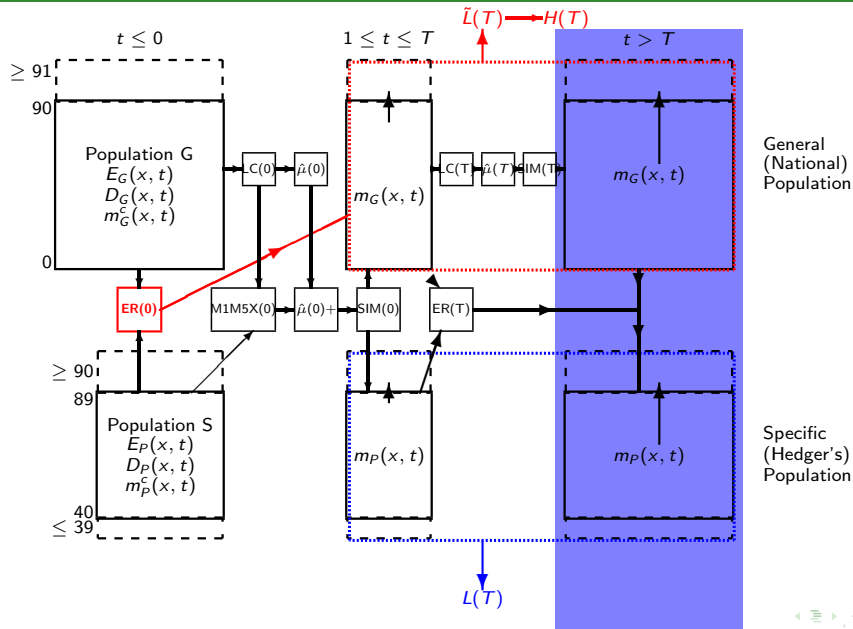 L̃(T) H(T)
t ≤ 0
1 ≤ t ≤ T
t > T
≥ 91
90
Population G
E_G(x, t)
D_G(x, t)
m_G^c(x, t)
0
LC(0)
μ̂(0)
m_G(x, t)
LC(T)
μ̂(T)
SIM(T)
m_G(x, t)
General
(National)
Population
ER(0)
M1M5X(0)
μ̂(0)+
SIM(0)
ER(T)
≥ 90
89
Population S
E_P(x, t)
D_P(x, t)
m_P^c(x, t)
40
≤ 39
m_P(x, t)
m_P(x, t)
Specific
(Hedger's)
Population
L(T)